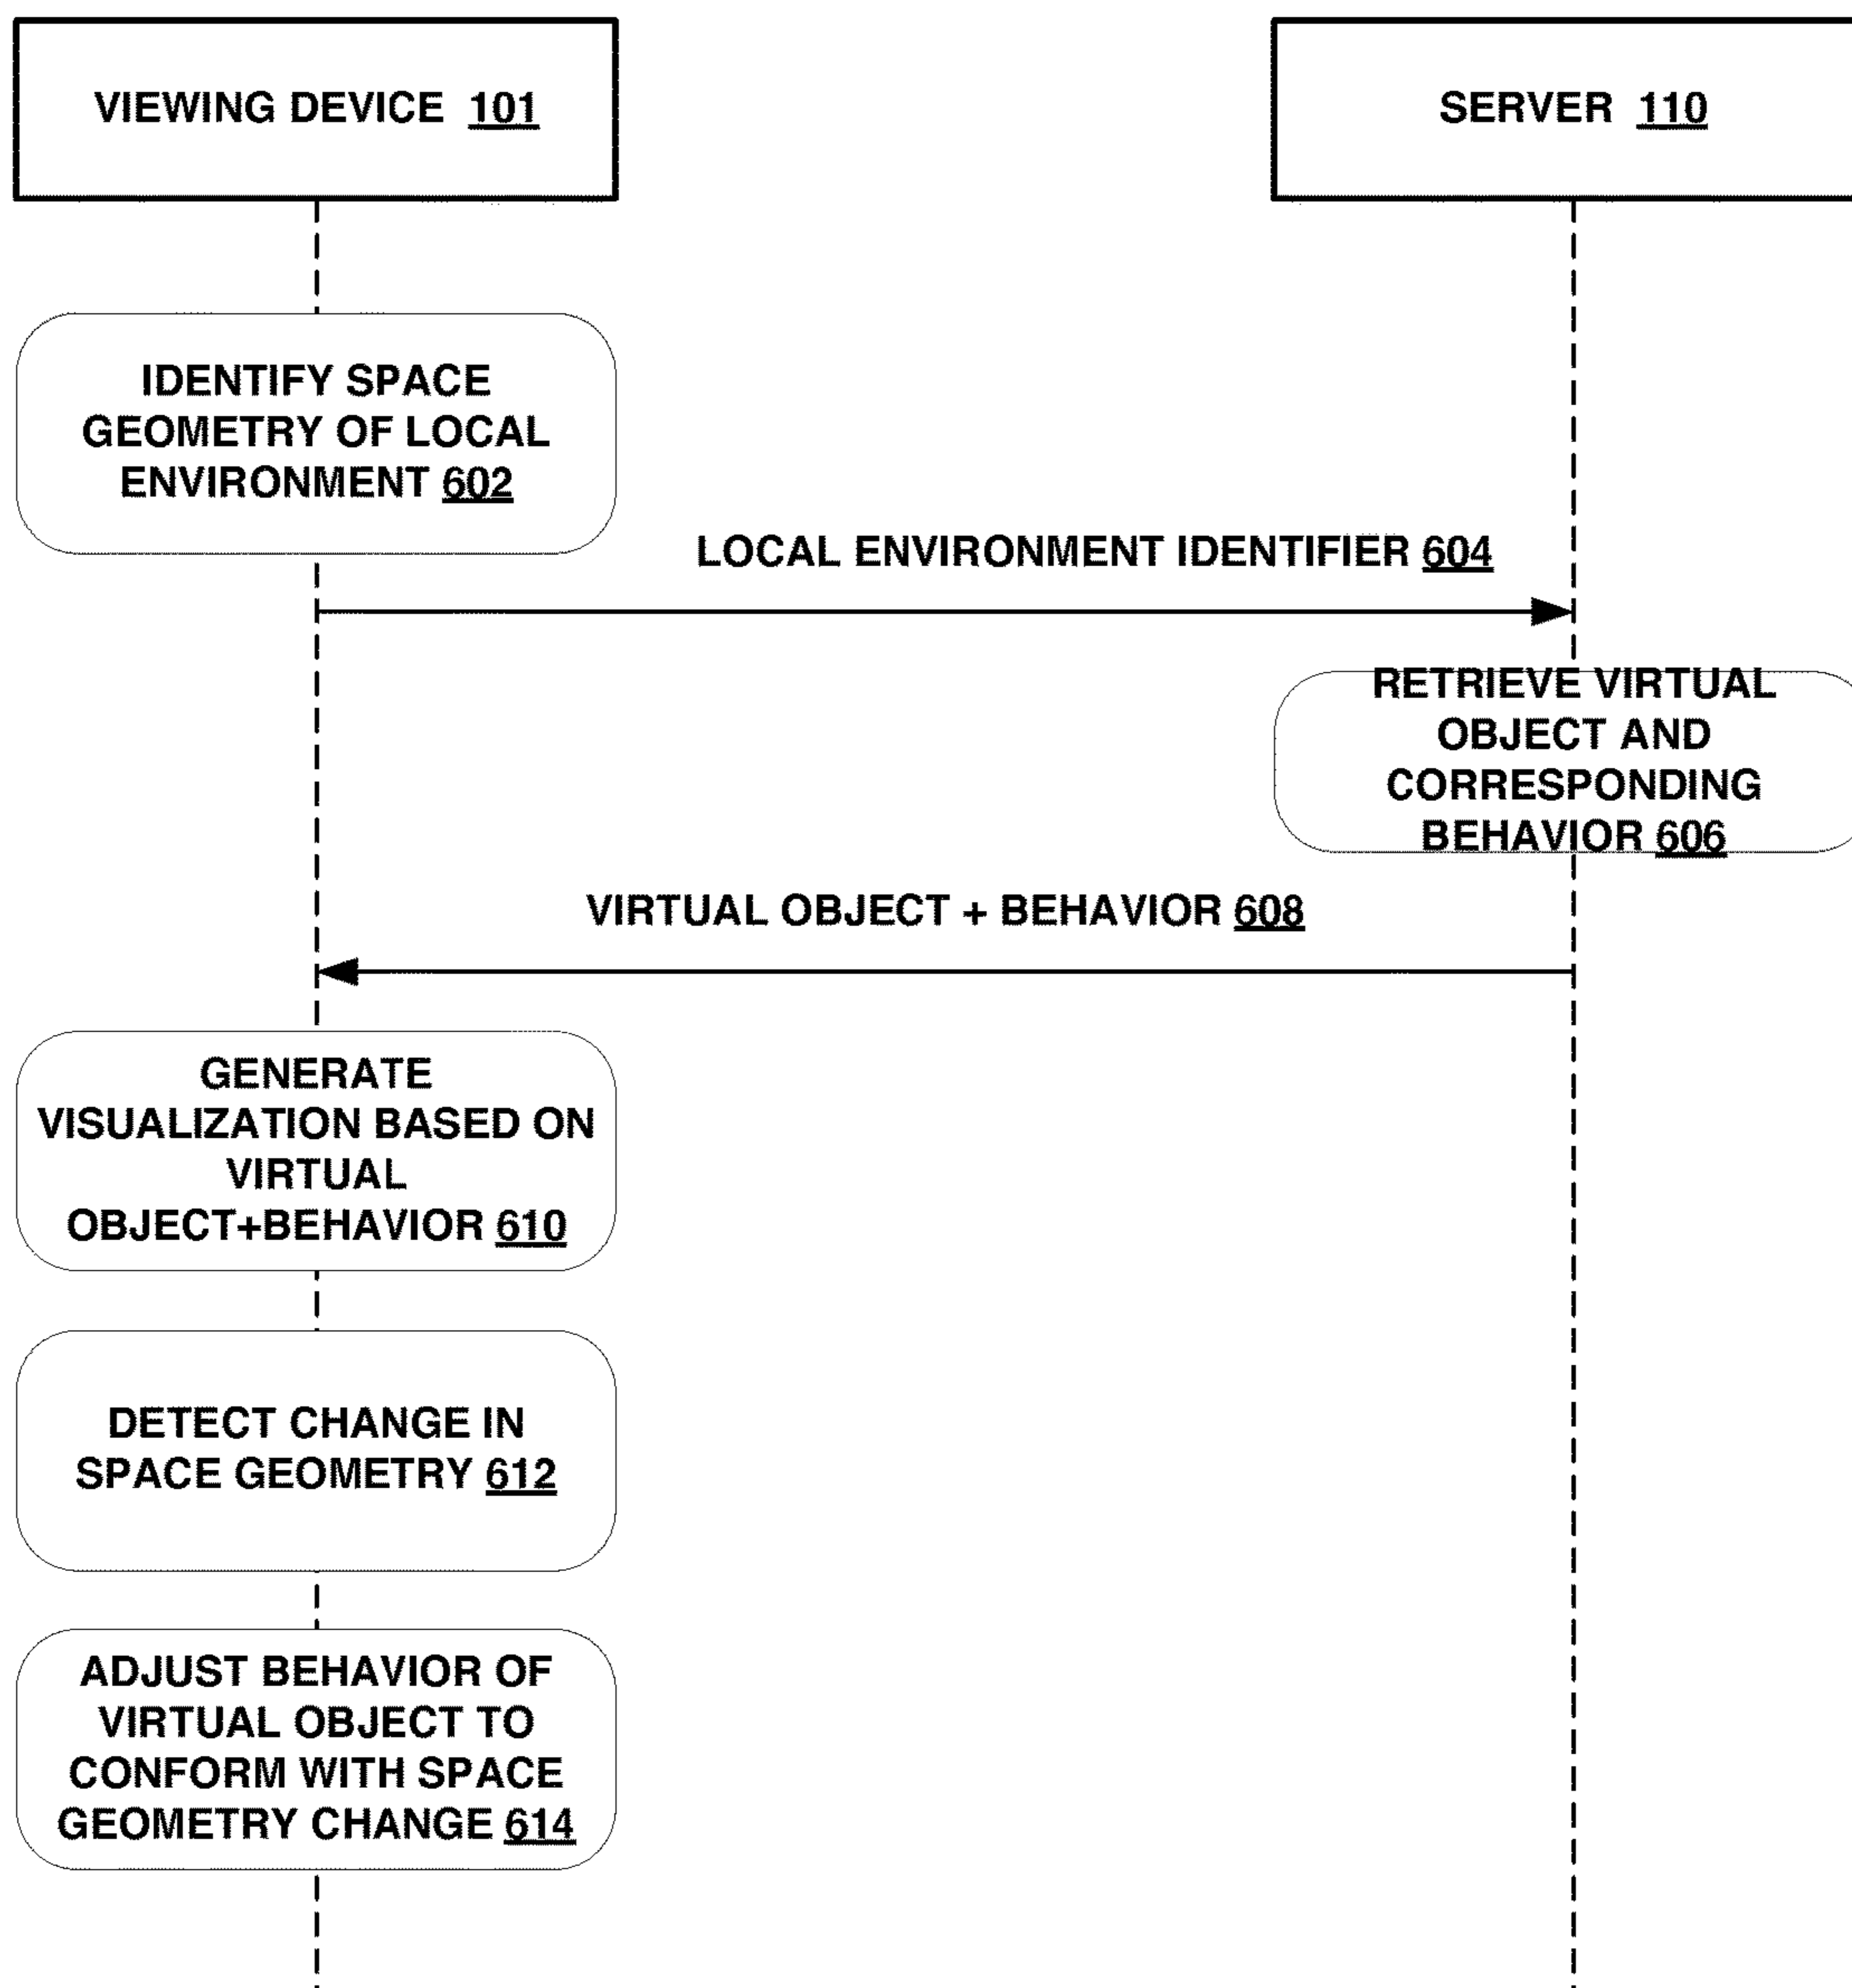 VIEWING DEVICE 101
SERVER 110
IDENTIFY SPACE
GEOMETRY OF LOCAL
ENVIRONMENT 602
LOCAL ENVIRONMENT IDENTIFIER 604
RETRIEVE VIRTUAL
OBJECT AND
CORRESPONDING
BEHAVIOR 606
VIRTUAL OBJECT + BEHAVIOR 608
GENERATE
VISUALIZATION BASED ON
VIRTUAL
OBJECT+BEHAVIOR 610
DETECT CHANGE IN
SPACE GEOMETRY 612
ADJUST BEHAVIOR OF
VIRTUAL OBJECT TO
CONFORM WITH SPACE
GEOMETRY CHANGE 614